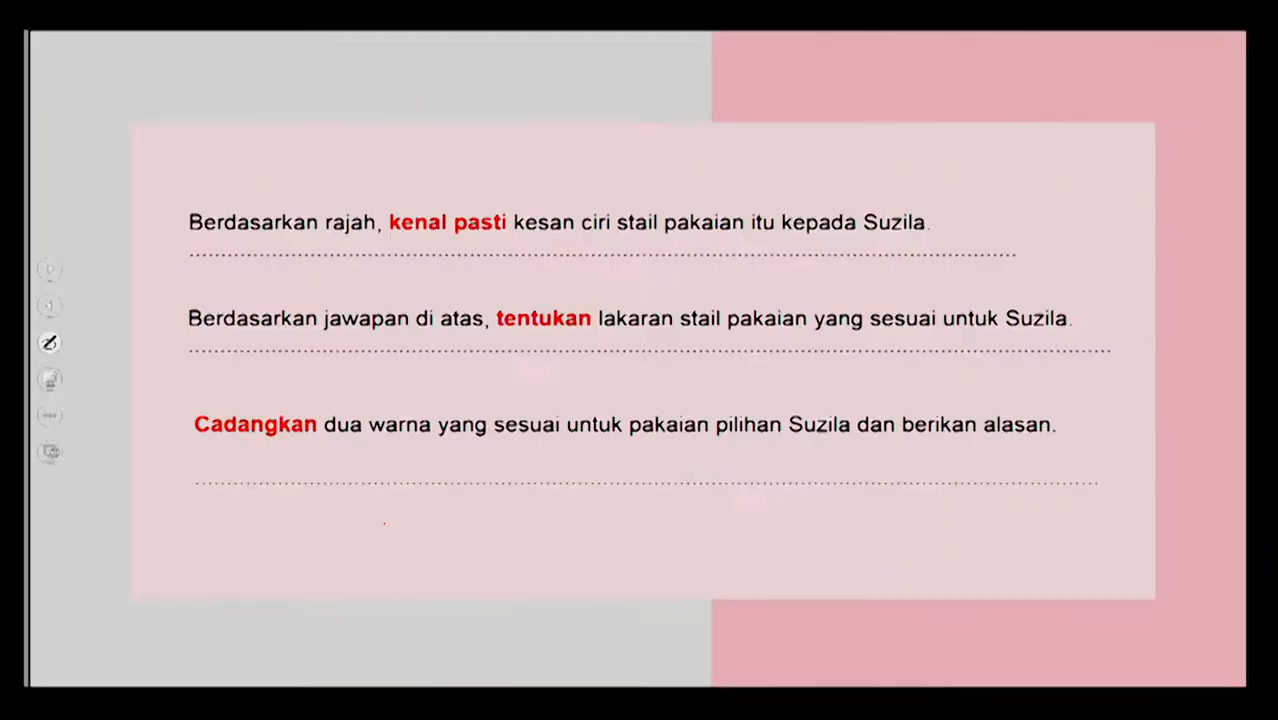 Berdasarkan rajah, kenal pasti kesan ciri stail pakaian itu kepada Suzila.
Berdasarkan jawapan di atas, tentukan lakaran stail pakaian yang sesuai untuk Suzila.
Cadangkan dua warna yang sesuai untuk pakaian pilihan Suzila dan berikan alasan.